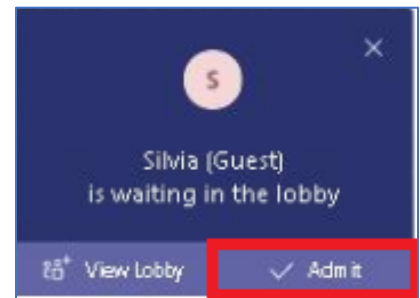 S
Silvia (Guest)
is waiting in the lobby
View Lobby
Admit